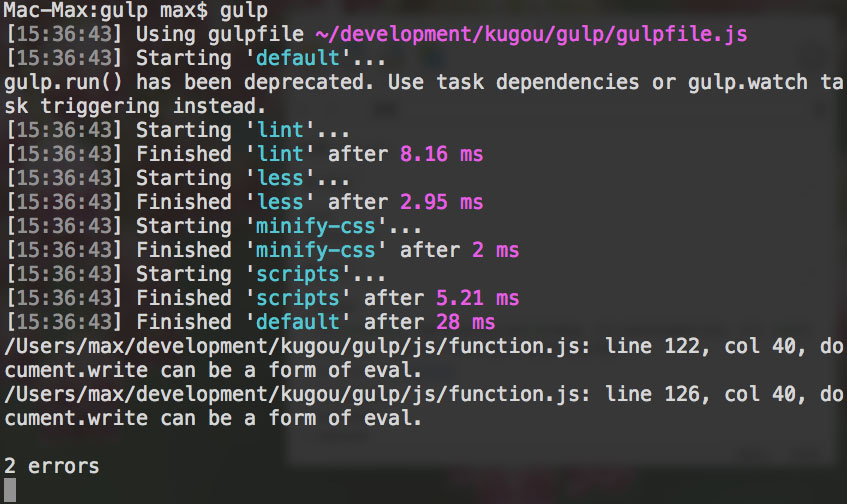 Mac-Max:gulp max$ gulp
[15:36:43] Using gulpfile ~/development/kugou/gulp/gulpfile.js
[15:36:43] Starting 'default'...
gulp.run() has been deprecated. Use task dependencies or gulp.watch ta
sk triggering instead.
[15:36:43] Starting 'lint'...
[15:36:43] Finished 'lint' after 8.16 ms
[15:36:43] Starting 'less'...
[15:36:43] Finished 'less' after 2.95 ms
[15:36:43] Starting 'minify-css'...
[15:36:43] Finished 'minify-css' after 2 ms
[15:36:43] Starting 'scripts'...
[15:36:43] Finished 'scripts' after 5.21 ms
[15:36:43] Finished 'default' after 28 ms
/Users/max/development/kugou/gulp/js/function.js: line 122, col 40, do
cument.write can be a form of eval.
/Users/max/development/kugou/gulp/js/function.js: line 126, col 40, do
cument.write can be a form of eval.
2 errors